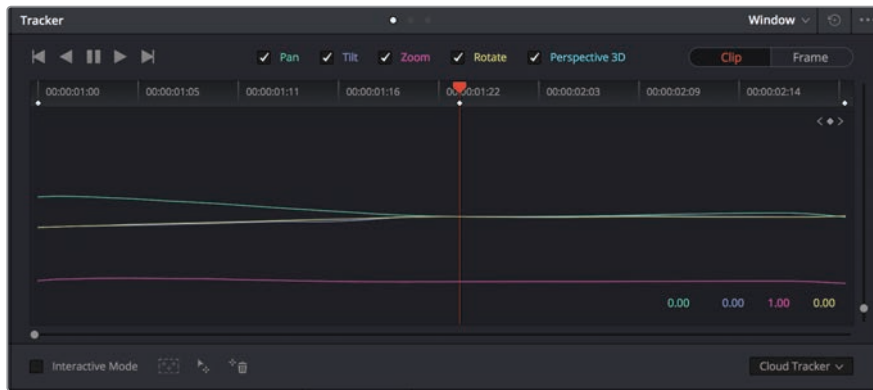 Tracker Window
Pan Tilt Zoom Rotate Perspective 3D Clip Frame
00:00:01:00 00:00:01:05 00:00:01:11 00:00:01:16 00:00:01:22 00:00:02:03 00:00:02:09 00:00:02:14
0.00 0.00 1.00 0.00
Interactive Mode Cloud Tracker